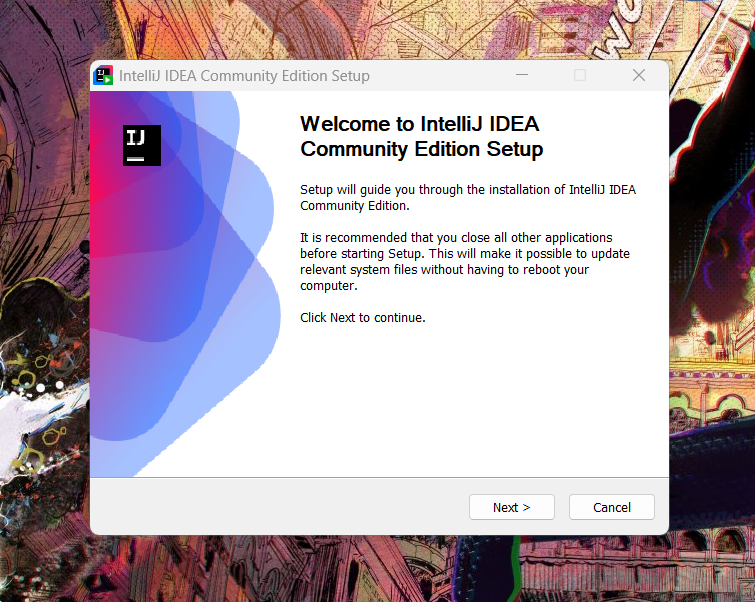 IntelliJ IDEA Community Edition Setup
IJ
Welcome to IntelliJ IDEA
Community Edition Setup
Setup will guide you through the installation of IntelliJ IDEA
Community Edition.
It is recommended that you close all other applications
before starting Setup. This will make it possible to update
relevant system files without having to reboot your
computer.
Click Next to continue.
Next >
Cancel